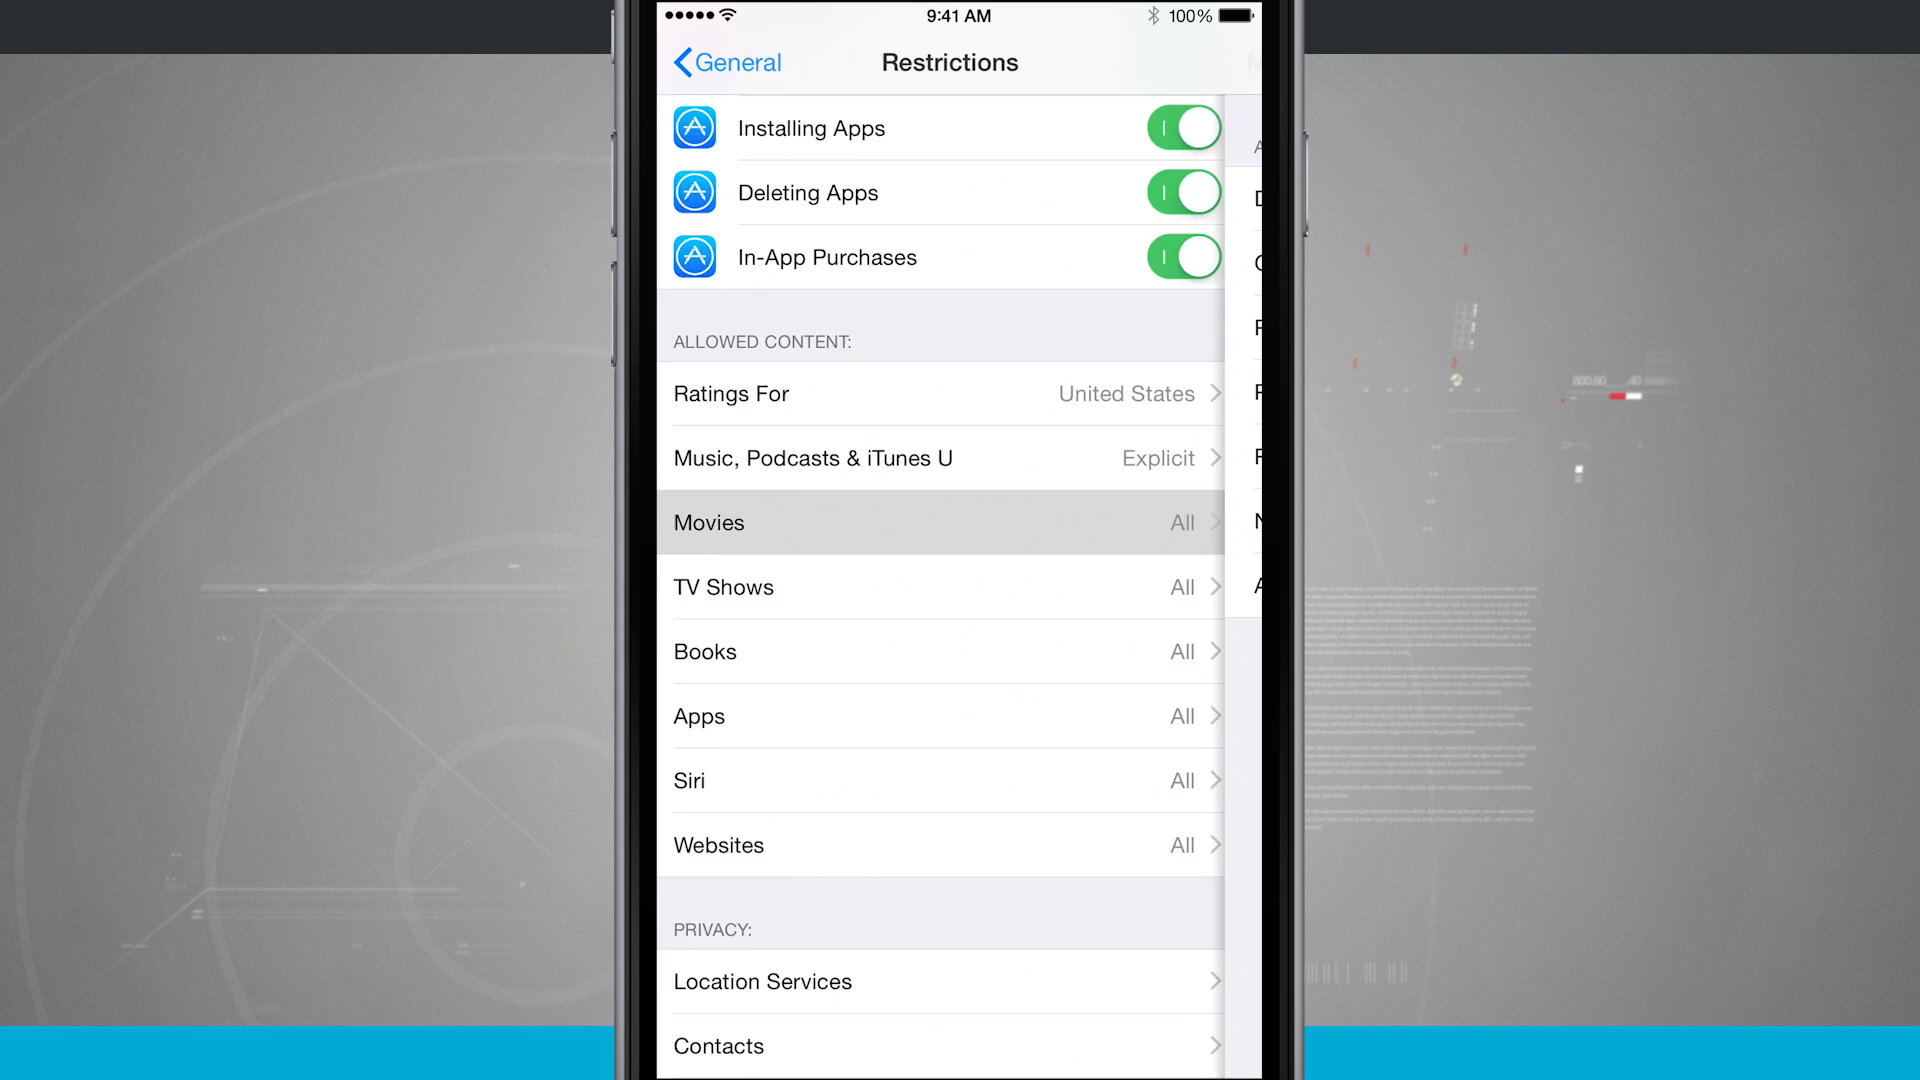 9:41 AM
100%
General
Restrictions
Installing Apps
Deleting Apps
In-App Purchases
ALLOWED CONTENT:
Ratings For
United States
Music, Podcasts & iTunes U
Explicit
Movies
All
TV Shows
All
Books
All
Apps
All
Siri
All
Websites
All
PRIVACY:
Location Services
Contacts